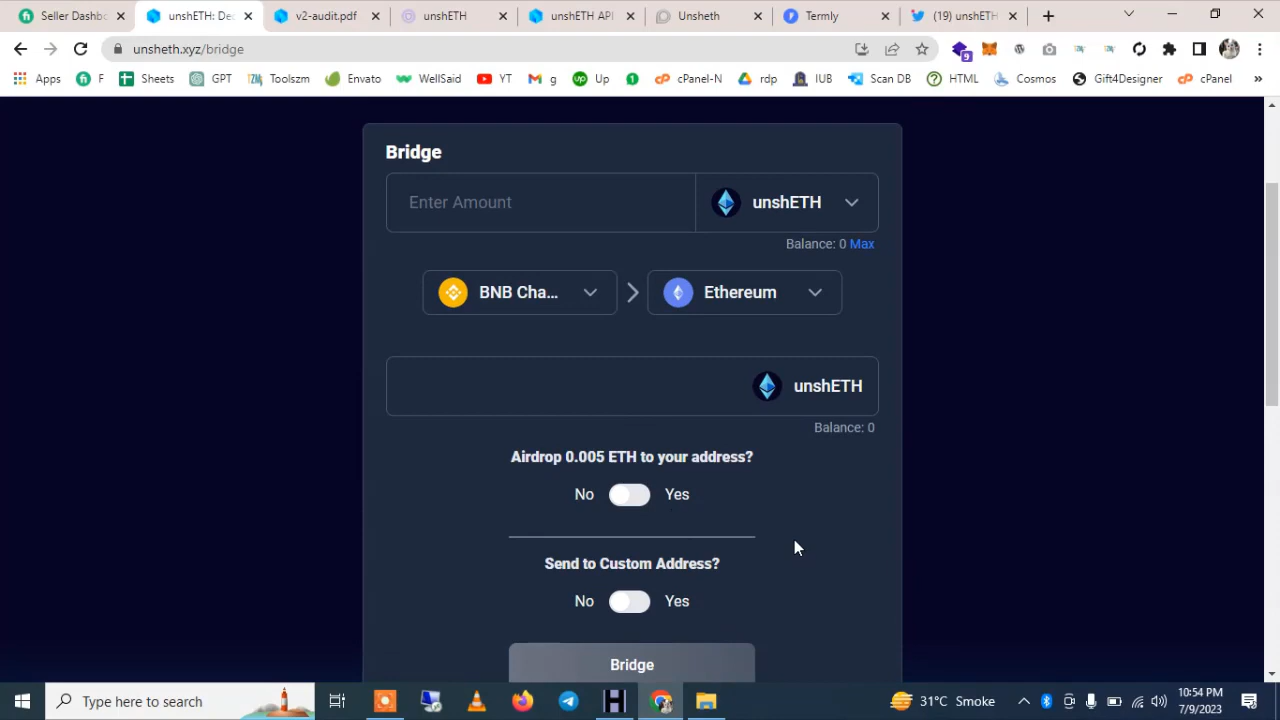 Seller Dashbo
unshETH: Dec
v2-audit.pdf
unshETH
unshETH API
Unsheth
Termly
(19) unshETH
unsheth.xyz/bridge
9
Apps
F
Sheets
GPT
Toolszm
Envato
WellSaid
YT
g
Up
cPanel-N
rdp
IUB
Scan DB
HTML
Cosmos
Gift4Designer
cPanel
»
Bridge
Enter Amount
unshETH
Balance: 0 Max
BNB Cha...
Ethereum
unshETH
Balance: 0
Airdrop 0.005 ETH to your address?
No
Yes
Send to Custom Address?
No
Yes
Bridge
Type here to search
31°C Smoke
10:54 PM
7/9/2023